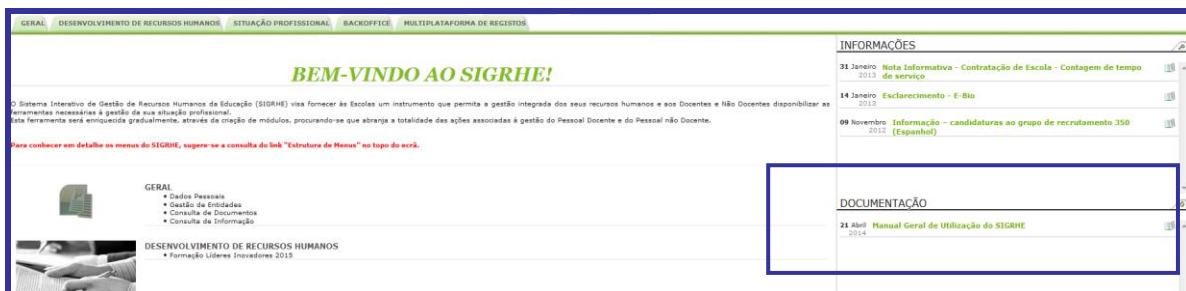 GERAL DESENVOLVIMENTO DE RECURSOS HUMANOS SITUAÇÃO PROFISSIONAL BACKOFFICE MULTIPLATAFORMA DE REGISTOS
BEM-VINDO AO SIGRHE!
O Sistema Interativo de Gestão de Recursos Humanos da Educação (SIGRHE) visa fornecer às Escolas um instrumento que permita a gestão integrada dos seus recursos humanos e aos Docentes e Não Docentes disponibilizar as
ferramentas necessárias à gestão da sua situação profissional.
Esta ferramenta será enriquecida gradualmente, através da criação de módulos, procurando-se que abranja a totalidade das ações associadas à gestão do Pessoal Docente e do Pessoal não Docente.
Para conhecer em detalhe os menus do SIGRHE, sugere-se a consulta do link "Estrutura de Menus" no topo do ecrã.
GERAL
• Dados Pessoais
• Gestão de Entidades
• Consulta de Documentos
• Consulta de Informação
DESENVOLVIMENTO DE RECURSOS HUMANOS
• Formação Líderes Inovadores 2015
INFORMAÇÕES
31 Janeiro Nota Informativa - Contratação de Escola - Contagem de tempo
2013 de serviço
14 Janeiro Esclarecimento - E-Bio
2013
09 Novembro Informação – candidaturas ao grupo de recrutamento 350
2012 (Espanhol)
DOCUMENTAÇÃO
21 Abril Manual Geral de Utilização do SIGRHE
2014